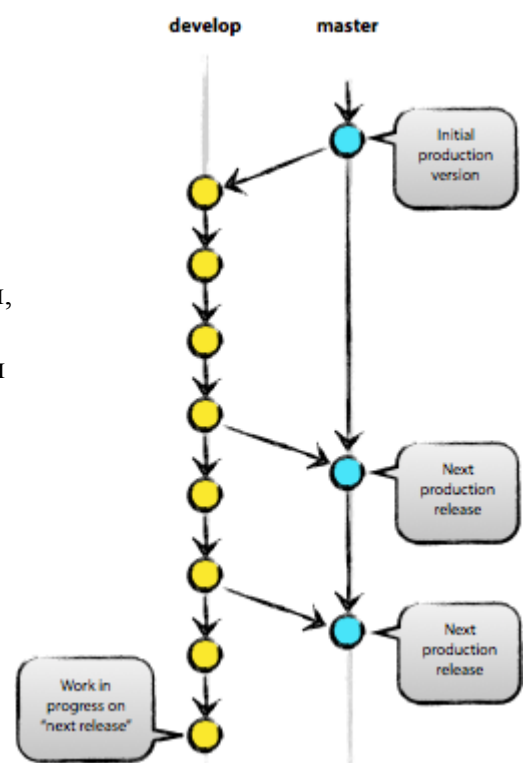 develop master
Initial
production
version
и,
и
Next
production
release
Next
production
release
Work in
progress on
"next release"